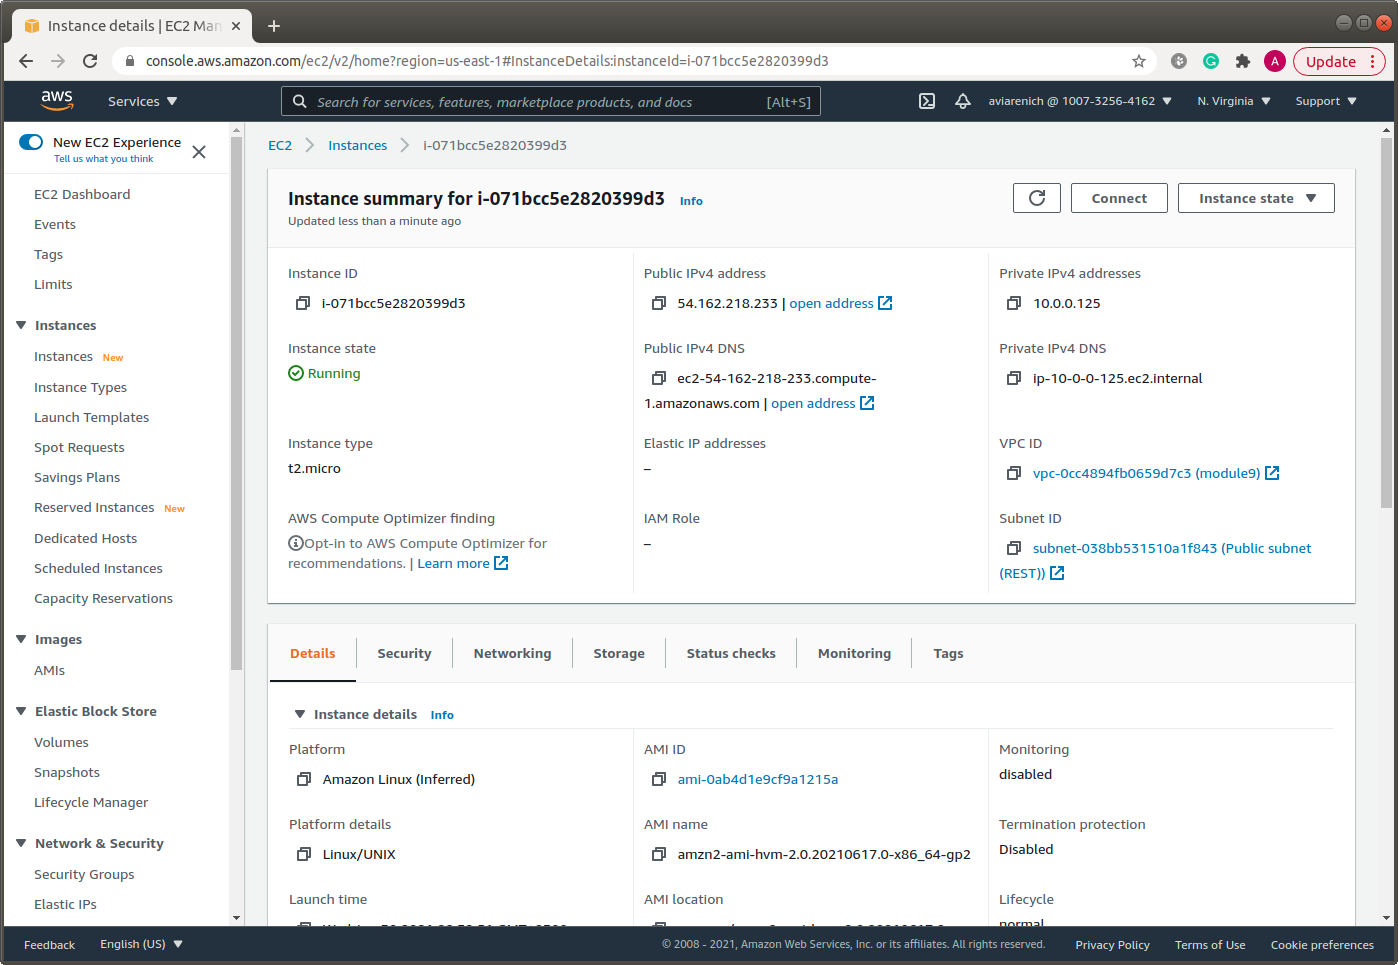 Instance details | EC2 Man
console.aws.amazon.com/ec2/v2/home?region=us-east-1#InstanceDetails:instanceId=i-071bcc5e2820399d3
A
Update
aws
Services
Search for services, features, marketplace products, and docs
[Alt+S]
aviarenich @ 1007-3256-4162
N. Virginia
Support
New EC2 Experience
Tell us what you think
EC2 Dashboard
Events
Tags
Limits
Instances
Instances New
Instance Types
Launch Templates
Spot Requests
Savings Plans
Reserved Instances New
Dedicated Hosts
Scheduled Instances
Capacity Reservations
Images
AMIs
Elastic Block Store
Volumes
Snapshots
Lifecycle Manager
Network & Security
Security Groups
Elastic IPs
EC2
Instances
i-071bcc5e2820399d3
Instance summary for i-071bcc5e2820399d3 Info
Updated less than a minute ago
Connect
Instance state
Instance ID
i-071bcc5e2820399d3
Public IPv4 address
54.162.218.233 | open address
Private IPv4 addresses
10.0.0.125
Instance state
Running
Public IPv4 DNS
ec2-54-162-218-233.compute-
1.amazonaws.com | open address
Private IPv4 DNS
ip-10-0-0-125.ec2.internal
Instance type
t2.micro
Elastic IP addresses
–
VPC ID
vpc-0cc4894fb0659d7c3 (module9)
AWS Compute Optimizer finding
Opt-in to AWS Compute Optimizer for
recommendations. | Learn more
IAM Role
–
Subnet ID
subnet-038bb531510a1f843 (Public subnet
(REST))
Details
Security
Networking
Storage
Status checks
Monitoring
Tags
Instance details Info
Platform
Amazon Linux (Inferred)
AMI ID
ami-0ab4d1e9cf9a1215a
Monitoring
disabled
Platform details
Linux/UNIX
AMI name
amzn2-ami-hvm-2.0.20210617.0-x86_64-gp2
Termination protection
Disabled
Launch time
AMI location
Lifecycle
normal
Feedback
English (US)
© 2008 - 2021, Amazon Web Services, Inc. or its affiliates. All rights reserved.
Privacy Policy
Terms of Use
Cookie preferences